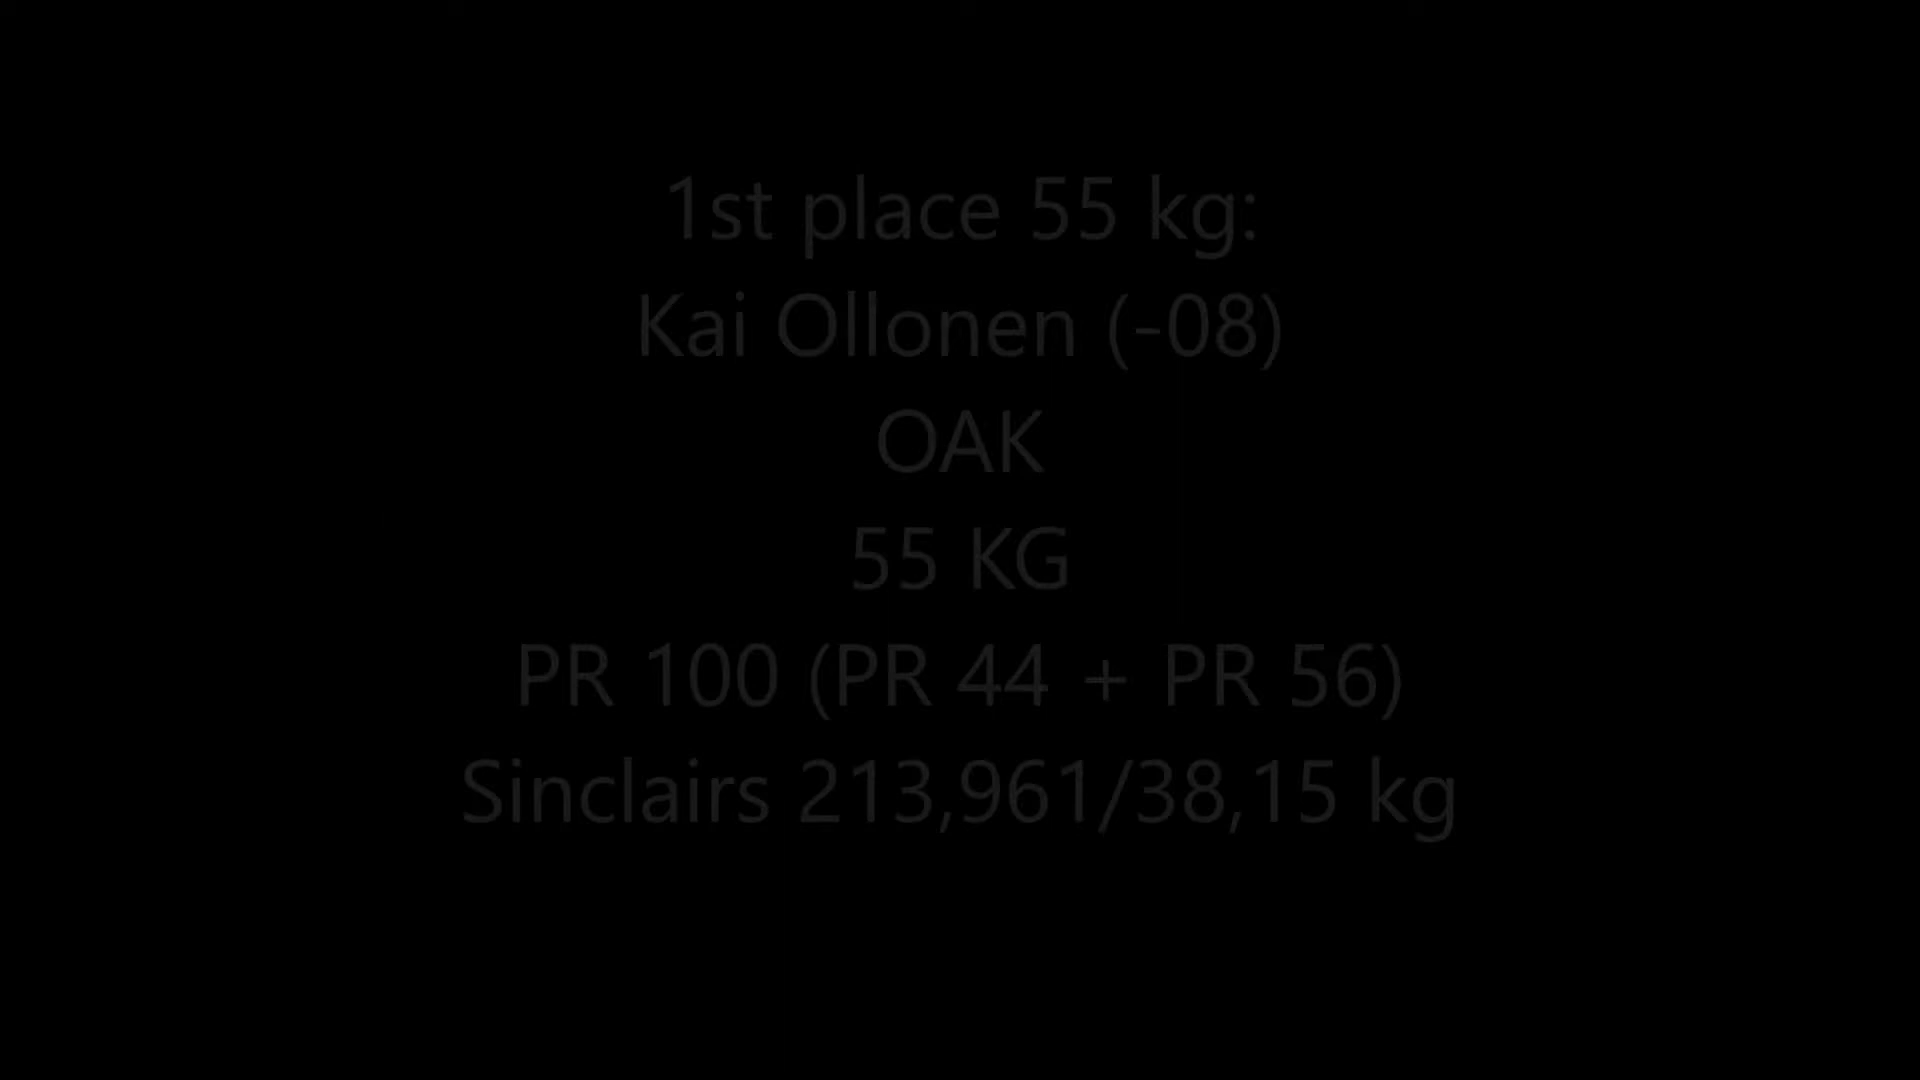 1st place 55 kg:
Kai Ollonen (-08)
OAK
55 KG
PR 100 (PR 44 + PR 56)
Sinclairs 213,961/38,15 kg